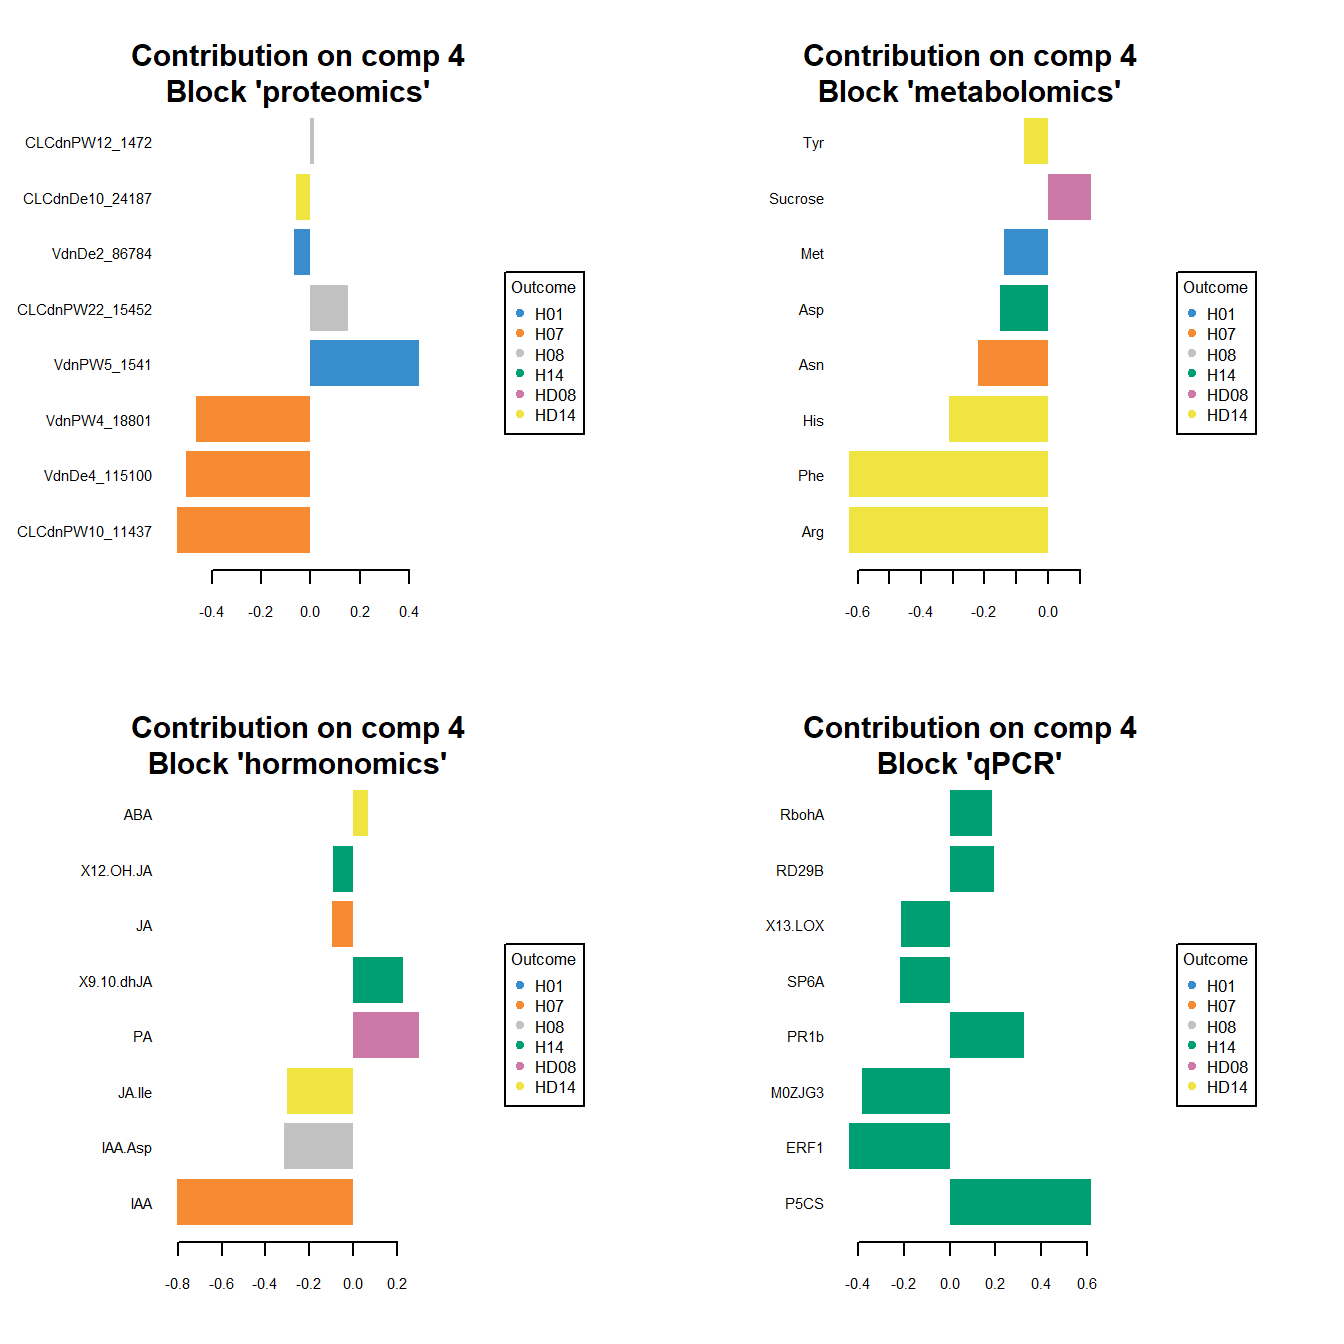 Contribution on comp 4
Block 'proteomics'
CLCdnPW12_1472
CLCdnDe10_24187
VdnDe2_86784
CLCdnPW22_15452
VdnPW5_1541
VdnPW4_18801
VdnDe4_115100
CLCdnPW10_11437
-0.4 -0.2 0.0 0.2 0.4
Outcome
H01
H07
H08
H14
HD08
HD14
Contribution on comp 4
Block 'metabolomics'
Tyr
Sucrose
Met
Asp
Asn
His
Phe
Arg
-0.6 -0.4 -0.2 0.0
Outcome
H01
H07
H08
H14
HD08
HD14
Contribution on comp 4
Block 'hormonomics'
ABA
X12.OH.JA
JA
X9.10.dhJA
PA
JA.Ile
IAA.Asp
IAA
-0.8 -0.6 -0.4 -0.2 0.0 0.2
Outcome
H01
H07
H08
H14
HD08
HD14
Contribution on comp 4
Block 'qPCR'
RbohA
RD29B
X13.LOX
SP6A
PR1b
M0ZJG3
ERF1
P5CS
-0.4 -0.2 0.0 0.2 0.4 0.6
Outcome
H01
H07
H08
H14
HD08
HD14